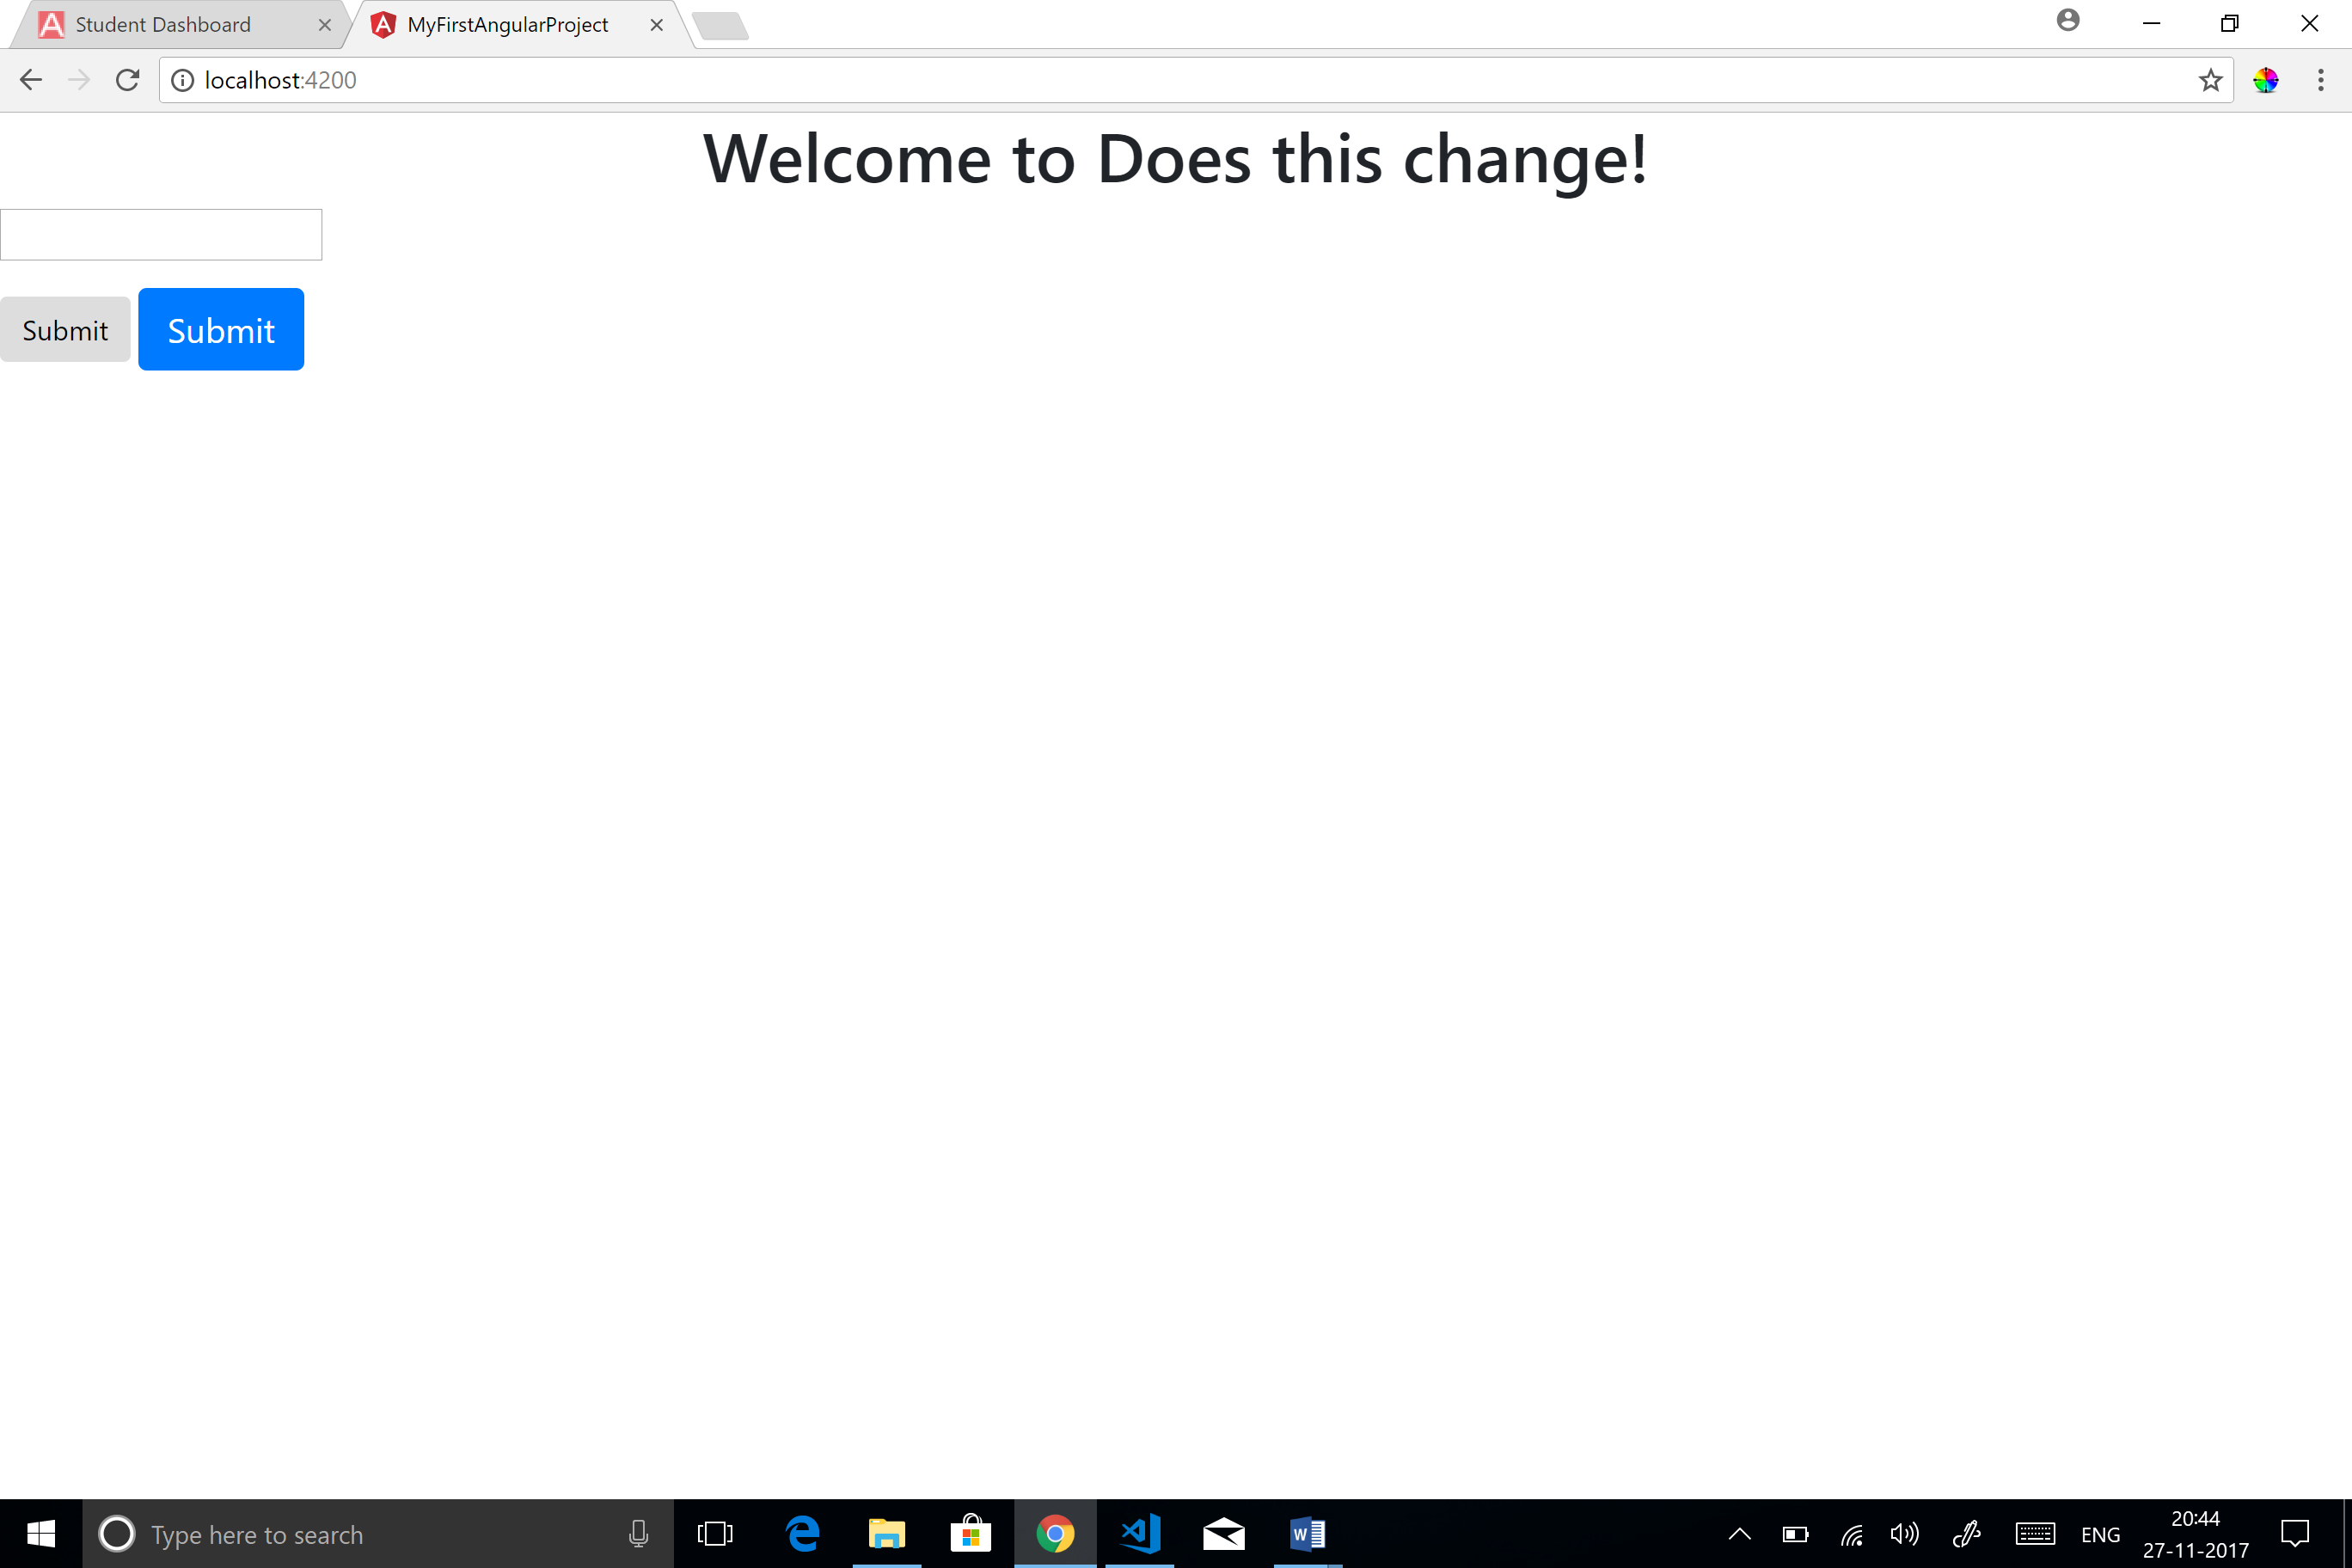 Student Dashboard
MyFirstAngularProject
localhost:4200
Welcome to Does this change!
Submit Submit
Type here to search
ENG
20:44
27-11-2017